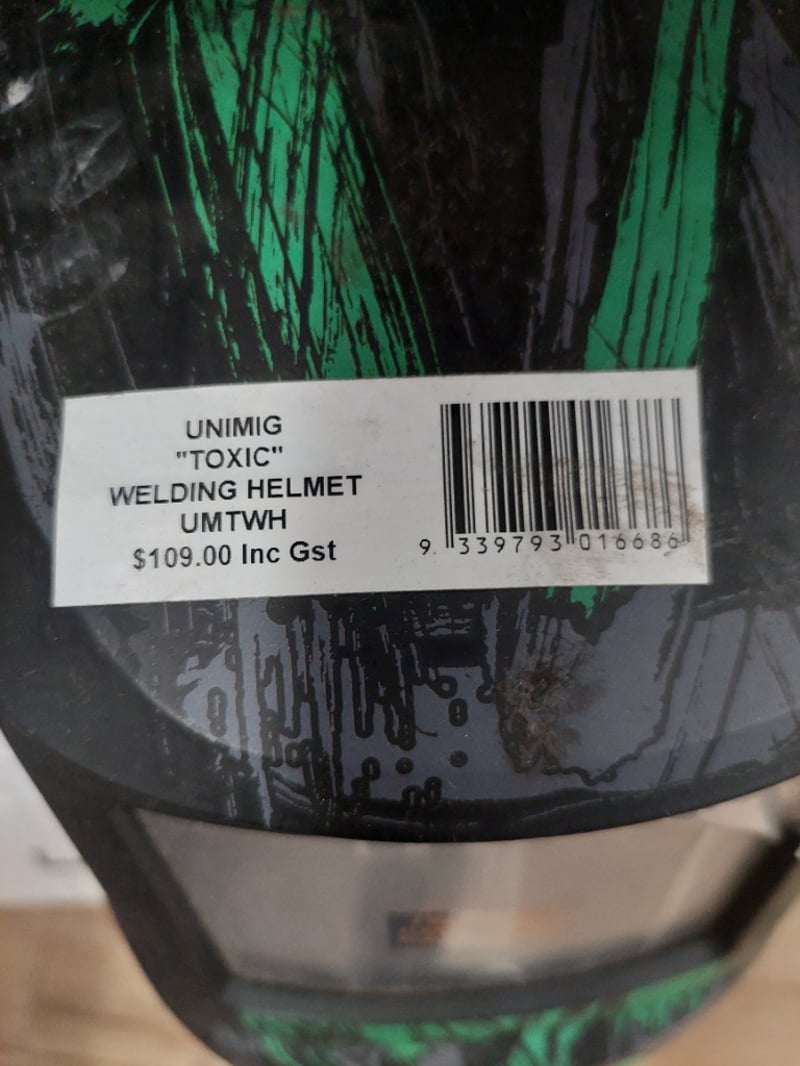 UNIMIG
"TOXIC"
WELDING HELMET
UMTWH
$109.00 Inc Gst
9 339793 016686